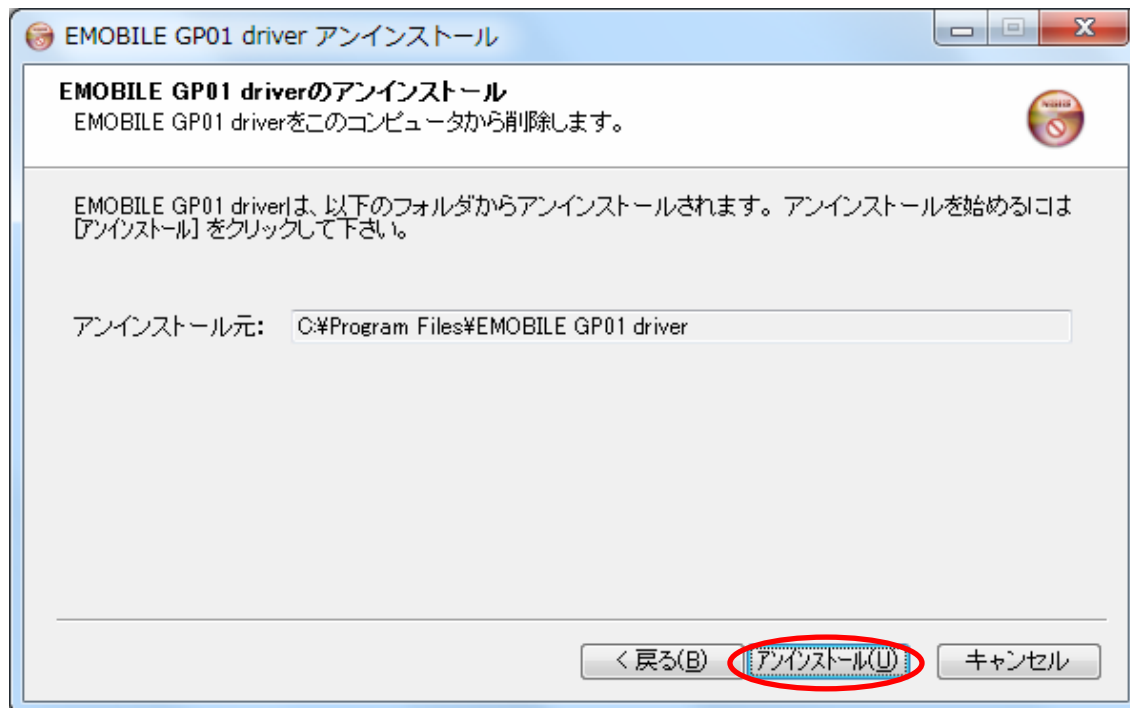 EMOBILE GP01 driver アンインストール
EMOBILE GP01 driverのアンインストール
EMOBILE GP01 driverをこのコンピュータから削除します。
EMOBILE GP01 driverは、以下のフォルダからアンインストールされます。アンインストールを始めるには
[アンインストール] をクリックして下さい。
アンインストール元: C:¥Program Files¥EMOBILE GP01 driver
< 戻る(B) アンインストール(U) キャンセル